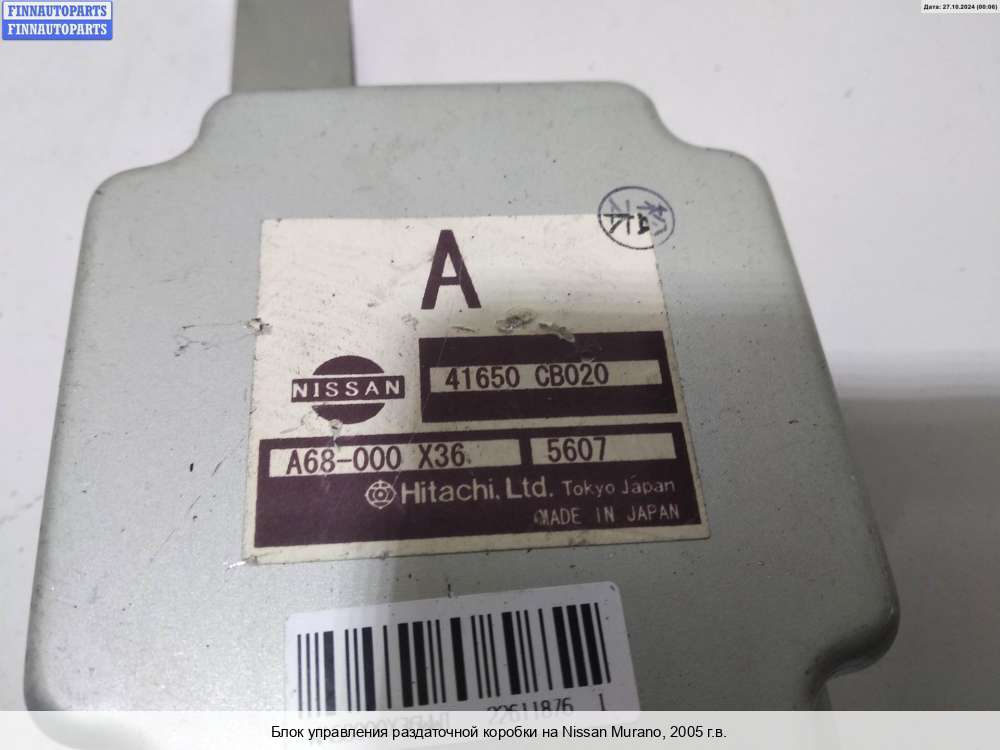 FINNAUTOPARTS
FINNAUTOPARTS
Дата: 27.10.2024 (00:06)
A
NISSAN
41650 CB020
A68-000 X36
5607
Hitachi, Ltd. Tokyo Japan
MADE IN JAPAN
22611876 1
Блок управления раздаточной коробки на Nissan Murano, 2005 г.в.